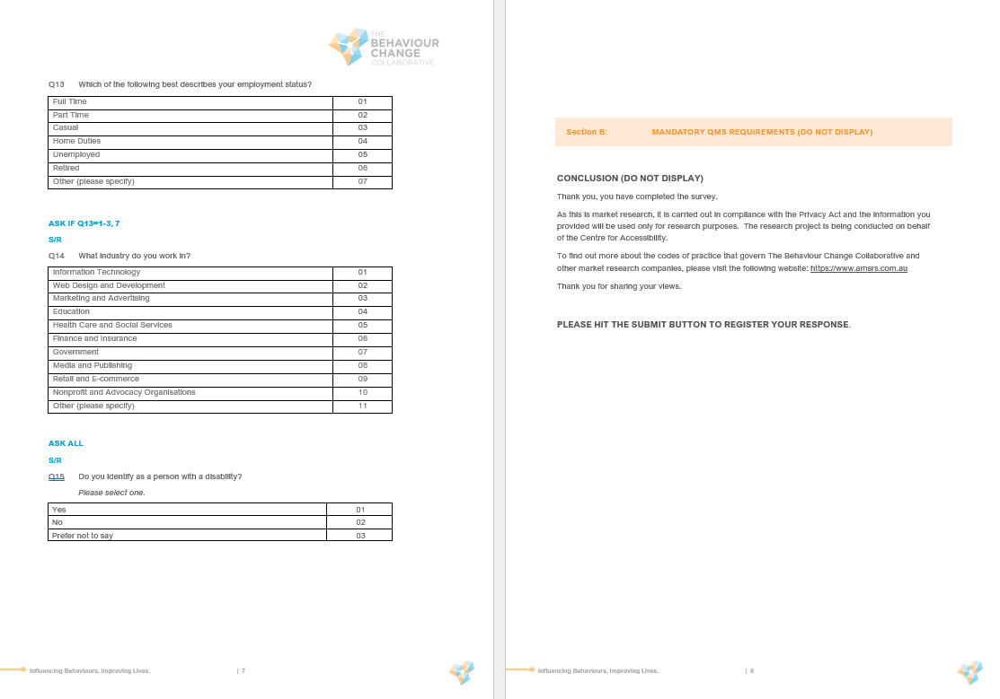 THE
BEHAVIOUR
CHANGE
COLLABORATIVE
Q13 Which of the following best describes your employment status?
Full Time 01
Part Time 02
Casual 03
Home Duties 04
Unemployed 05
Retired 06
Other (please specify) 07
ASK IF Q13=1-3, 7
S/R
Q14 What industry do you work in?
Information Technology 01
Web Design and Development 02
Marketing and Advertising 03
Education 04
Health Care and Social Services 05
Finance and Insurance 06
Government 07
Media and Publishing 08
Retail and E-commerce 09
Nonprofit and Advocacy Organisations 10
Other (please specify) 11
ASK ALL
S/R
Q15 Do you identify as a person with a disability?
Please select one.
Yes 01
No 02
Prefer not to say 03
Influencing Behaviours, Improving Lives. | 7
Section B: MANDATORY QMS REQUIREMENTS (DO NOT DISPLAY)
CONCLUSION (DO NOT DISPLAY)
Thank you, you have completed the survey.
As this is market research, it is carried out in compliance with the Privacy Act and the information you
provided will be used only for research purposes. The research project is being conducted on behalf
of the Centre for Accessibility.
To find out more about the codes of practice that govern The Behaviour Change Collaborative and
other market research companies, please visit the following website: https://www.amsrs.com.au
Thank you for sharing your views.
PLEASE HIT THE SUBMIT BUTTON TO REGISTER YOUR RESPONSE.
Influencing Behaviours, Improving Lives. | 8